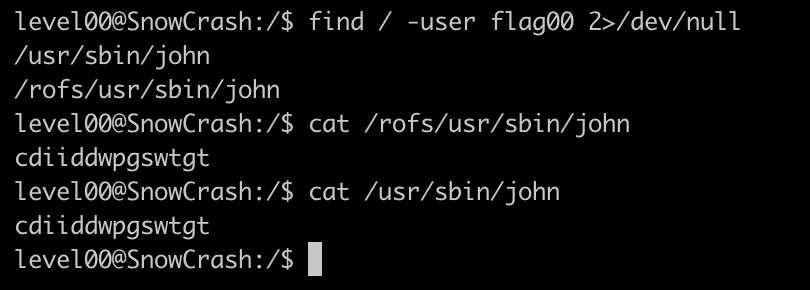 level00@SnowCrash:/$ find / -user flag00 2>/dev/null
/usr/sbin/john
/rofs/usr/sbin/john
level00@SnowCrash:/$ cat /rofs/usr/sbin/john
cdiiddwpgswtgt
level00@SnowCrash:/$ cat /usr/sbin/john
cdiiddwpgswtgt
level00@SnowCrash:/$